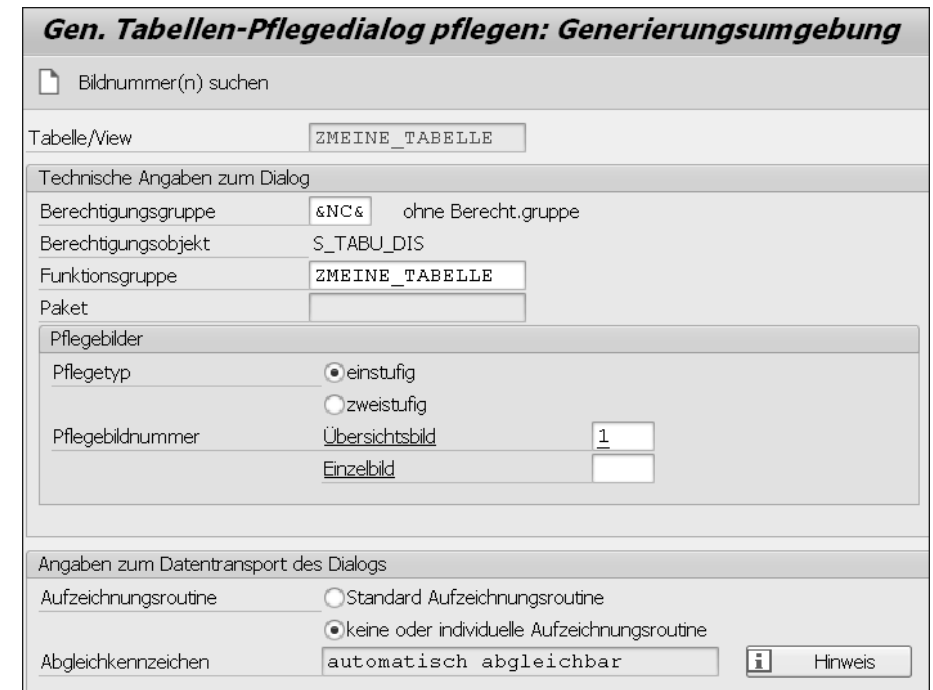 Gen. Tabellen-Pflegedialog pflegen: Generierungsumgebung
Bildnummer(n) suchen
Tabelle/View ZMEINE_TABELLE
Technische Angaben zum Dialog
Berechtigungsgruppe &NC& ohne Berecht.gruppe
Berechtigungsobjekt S_TABU_DIS
Funktionsgruppe ZMEINE_TABELLE
Paket
Pflegebilder
Pflegetyp einstufig
zweistufig
Pflegebildnummer Übersichtsbild 1
Einzelbild
Angaben zum Datentransport des Dialogs
Aufzeichnungsroutine Standard Aufzeichnungsroutine
keine oder individuelle Aufzeichnungsroutine
Abgleichkennzeichen automatisch abgleichbar i Hinweis